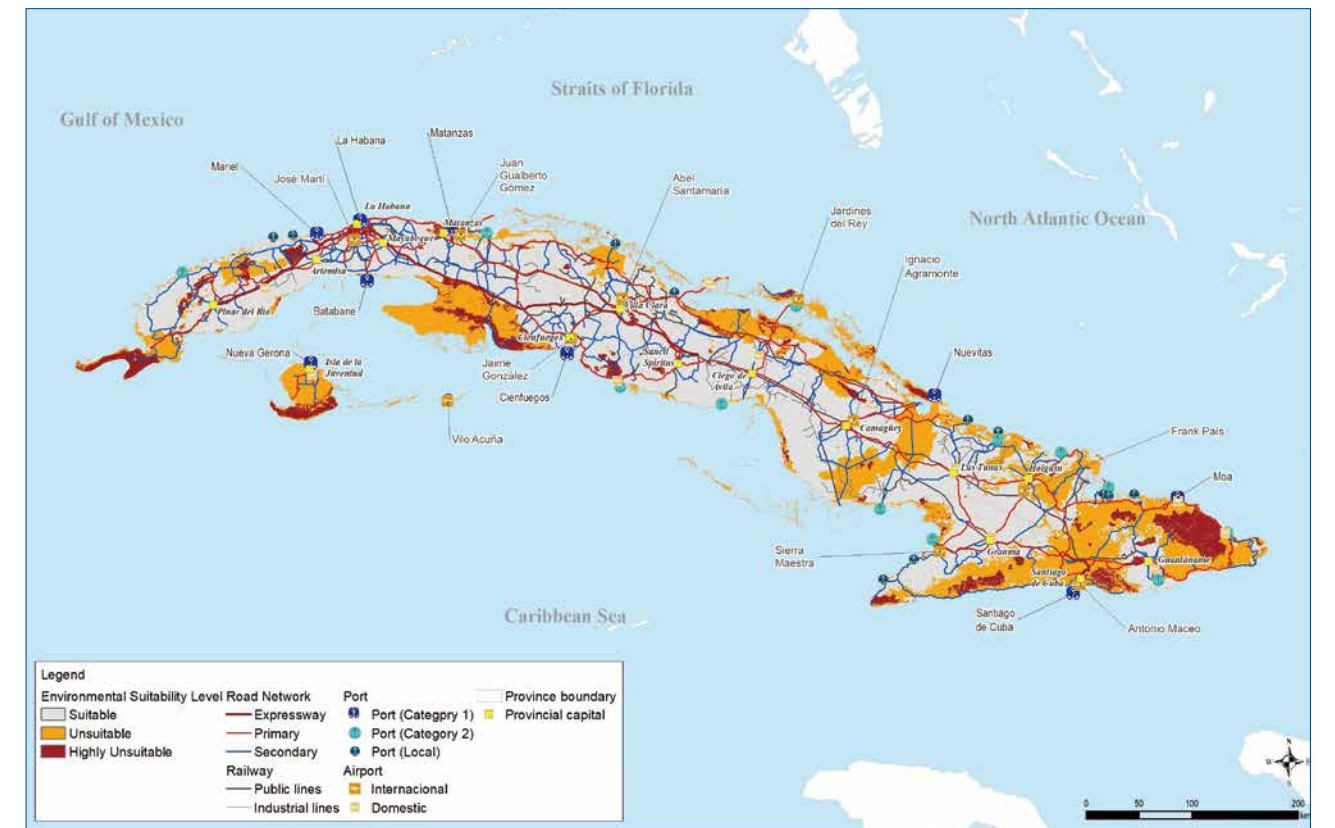 Straits of Florida
Gulf of Mexico
La Habana
Matanzas
Mariel
José Martí
Juan
Gualberto
Gómez
Abel
Santamaría
Jardines
del Rey
North Atlantic Ocean
Ignacio
Agramonte
La Habana
Matanzas
Mayabeque
Artemisa
Pinar del Río
Batabane
Villa Clara
Cienfuegos
Sancti
Spíritus
Ciego de
Ávila
Nueva Gerona
Isla de la
Juventud
Jaime
González
Cienfuegos
Nuevitas
Vilo Acuña
Camagüey
Frank País
Las Tunas
Holguín
Moa
Sierra
Maestra
Granma
Guantánamo
Santiago
de Cuba
Caribbean Sea
Santiago
de Cuba
Antonio Maceo
Legend
Environmental Suitability Level
Suitable
Unsuitable
Highly Unsuitable
Road Network
Expressway
Primary
Secondary
Railway
Public lines
Industrial lines
Port
Port (Categpry 1)
Port (Category 2)
Port (Local)
Airport
Internacional
Domestic
Province boundary
Provincial capital
N
W
E
S
0 50 100 200
km